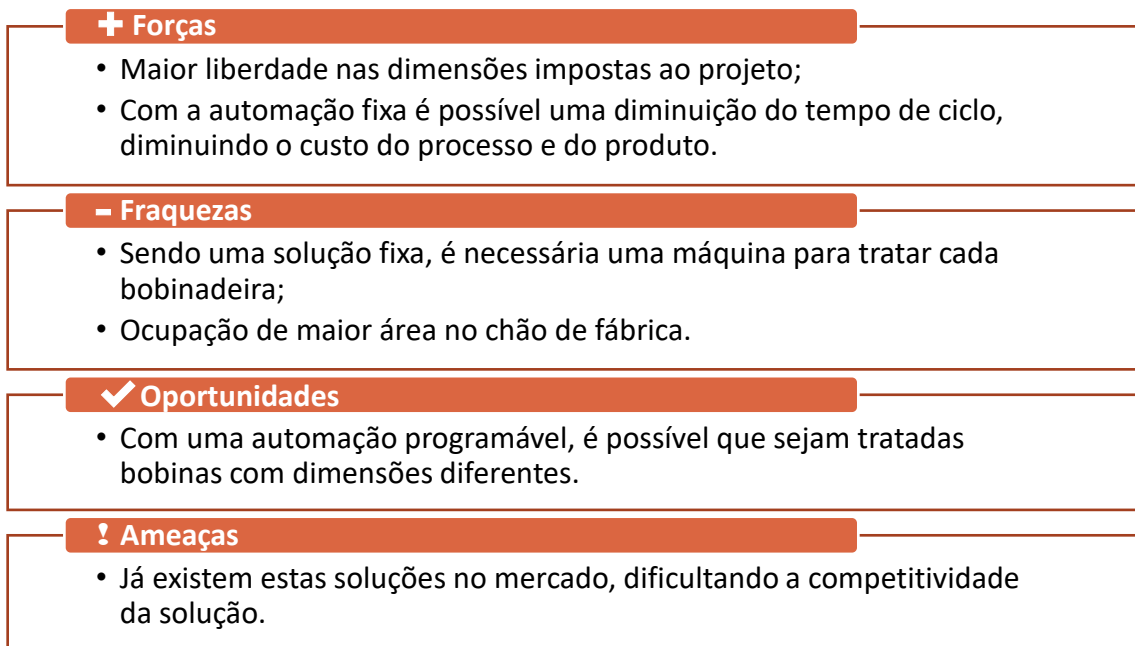 + Forças
• Maior liberdade nas dimensões impostas ao projeto;
• Com a automação fixa é possível uma diminuição do tempo de ciclo,
diminuindo o custo do processo e do produto.
– Fraquezas
• Sendo uma solução fixa, é necessária uma máquina para tratar cada
bobinadeira;
• Ocupação de maior área no chão de fábrica.
✔ Oportunidades
• Com uma automação programável, é possível que sejam tratadas
bobinas com dimensões diferentes.
! Ameaças
• Já existem estas soluções no mercado, dificultando a competitividade
da solução.